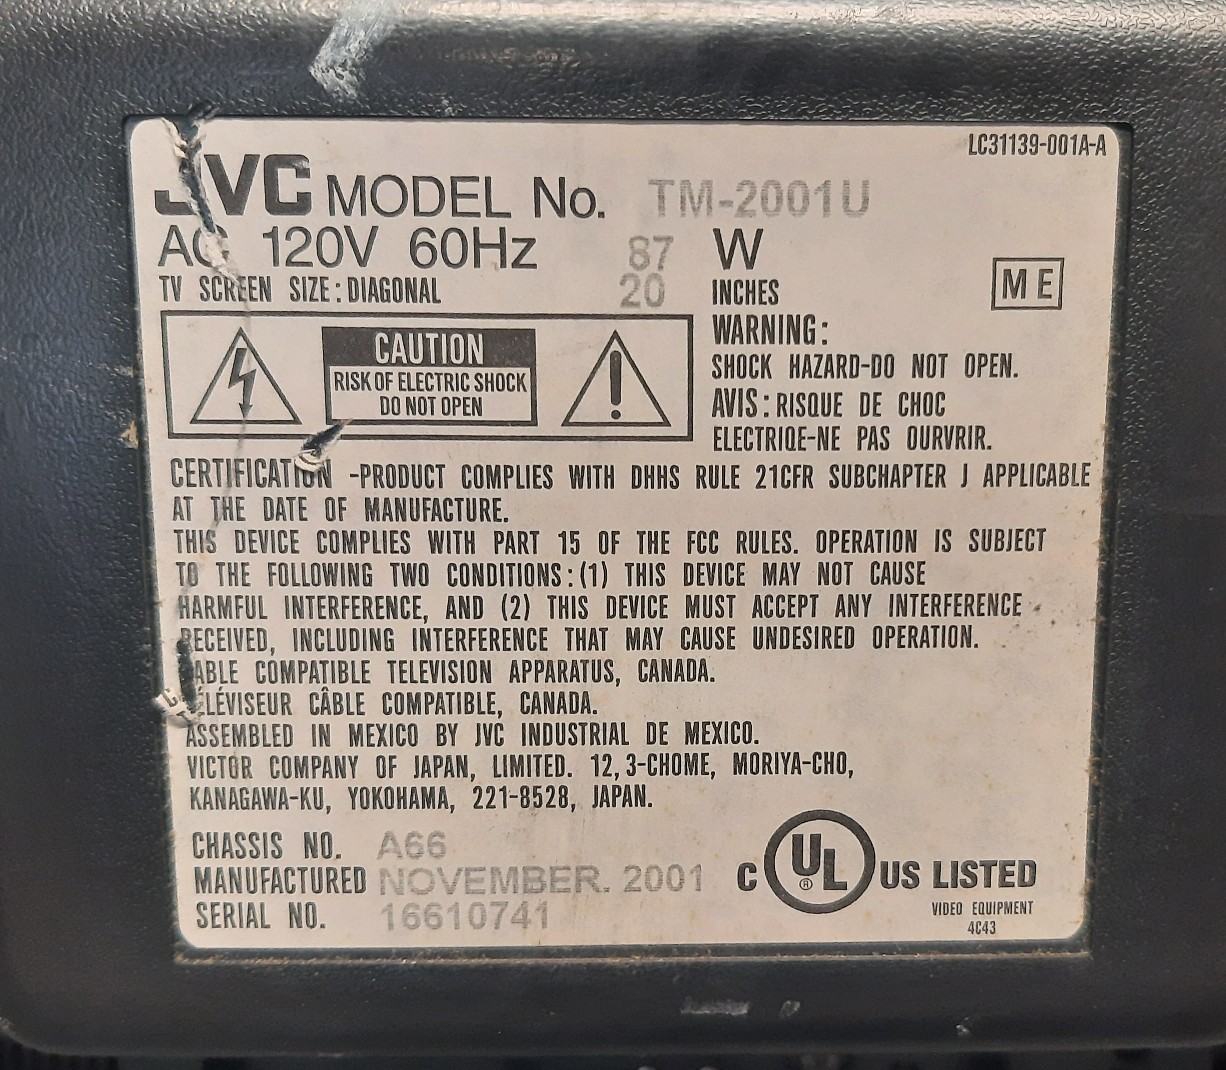 LC31139-001A-A
JVC MODEL No. TM-2001U
AC 120V 60Hz 87 W
TV SCREEN SIZE: DIAGONAL 20 INCHES
ME
CAUTION
RISK OF ELECTRIC SHOCK
DO NOT OPEN
WARNING:
SHOCK HAZARD-DO NOT OPEN.
AVIS: RISQUE DE CHOC
ELECTRIQE-NE PAS OURVRIR.
CERTIFICATION -PRODUCT COMPLIES WITH DHHS RULE 21CFR SUBCHAPTER J APPLICABLE
AT THE DATE OF MANUFACTURE.
THIS DEVICE COMPLIES WITH PART 15 OF THE FCC RULES. OPERATION IS SUBJECT
TO THE FOLLOWING TWO CONDITIONS: (1) THIS DEVICE MAY NOT CAUSE
HARMFUL INTERFERENCE, AND (2) THIS DEVICE MUST ACCEPT ANY INTERFERENCE
RECEIVED, INCLUDING INTERFERENCE THAT MAY CAUSE UNDESIRED OPERATION.
CABLE COMPATIBLE TELEVISION APPARATUS, CANADA.
TÉLÉVISEUR CÂBLE COMPATIBLE, CANADA.
ASSEMBLED IN MEXICO BY JVC INDUSTRIAL DE MEXICO.
VICTOR COMPANY OF JAPAN, LIMITED. 12, 3-CHOME, MORIYA-CHO,
KANAGAWA-KU, YOKOHAMA, 221-8528, JAPAN.
CHASSIS NO. A66
MANUFACTURED NOVEMBER. 2001
SERIAL NO. 16610741
C UL® US LISTED
VIDEO EQUIPMENT
4C43